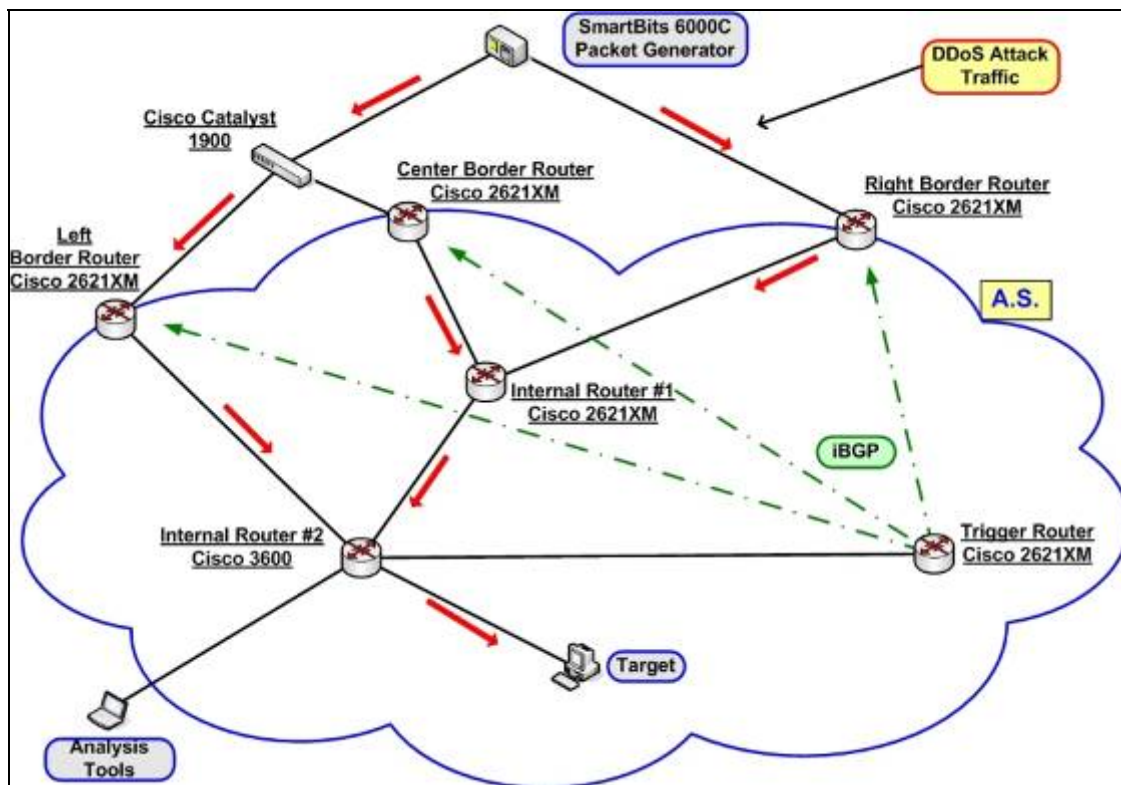 SmartBits 6000C
Packet Generator
DDoS Attack
Traffic
Cisco Catalyst
1900
Center Border Router
Cisco 2621XM
Right Border Router
Cisco 2621XM
Left
Border Router
Cisco 2621XM
A.S.
Internal Router #1
Cisco 2621XM
iBGP
Internal Router #2
Cisco 3600
Trigger Router
Cisco 2621XM
Target
Analysis
Tools